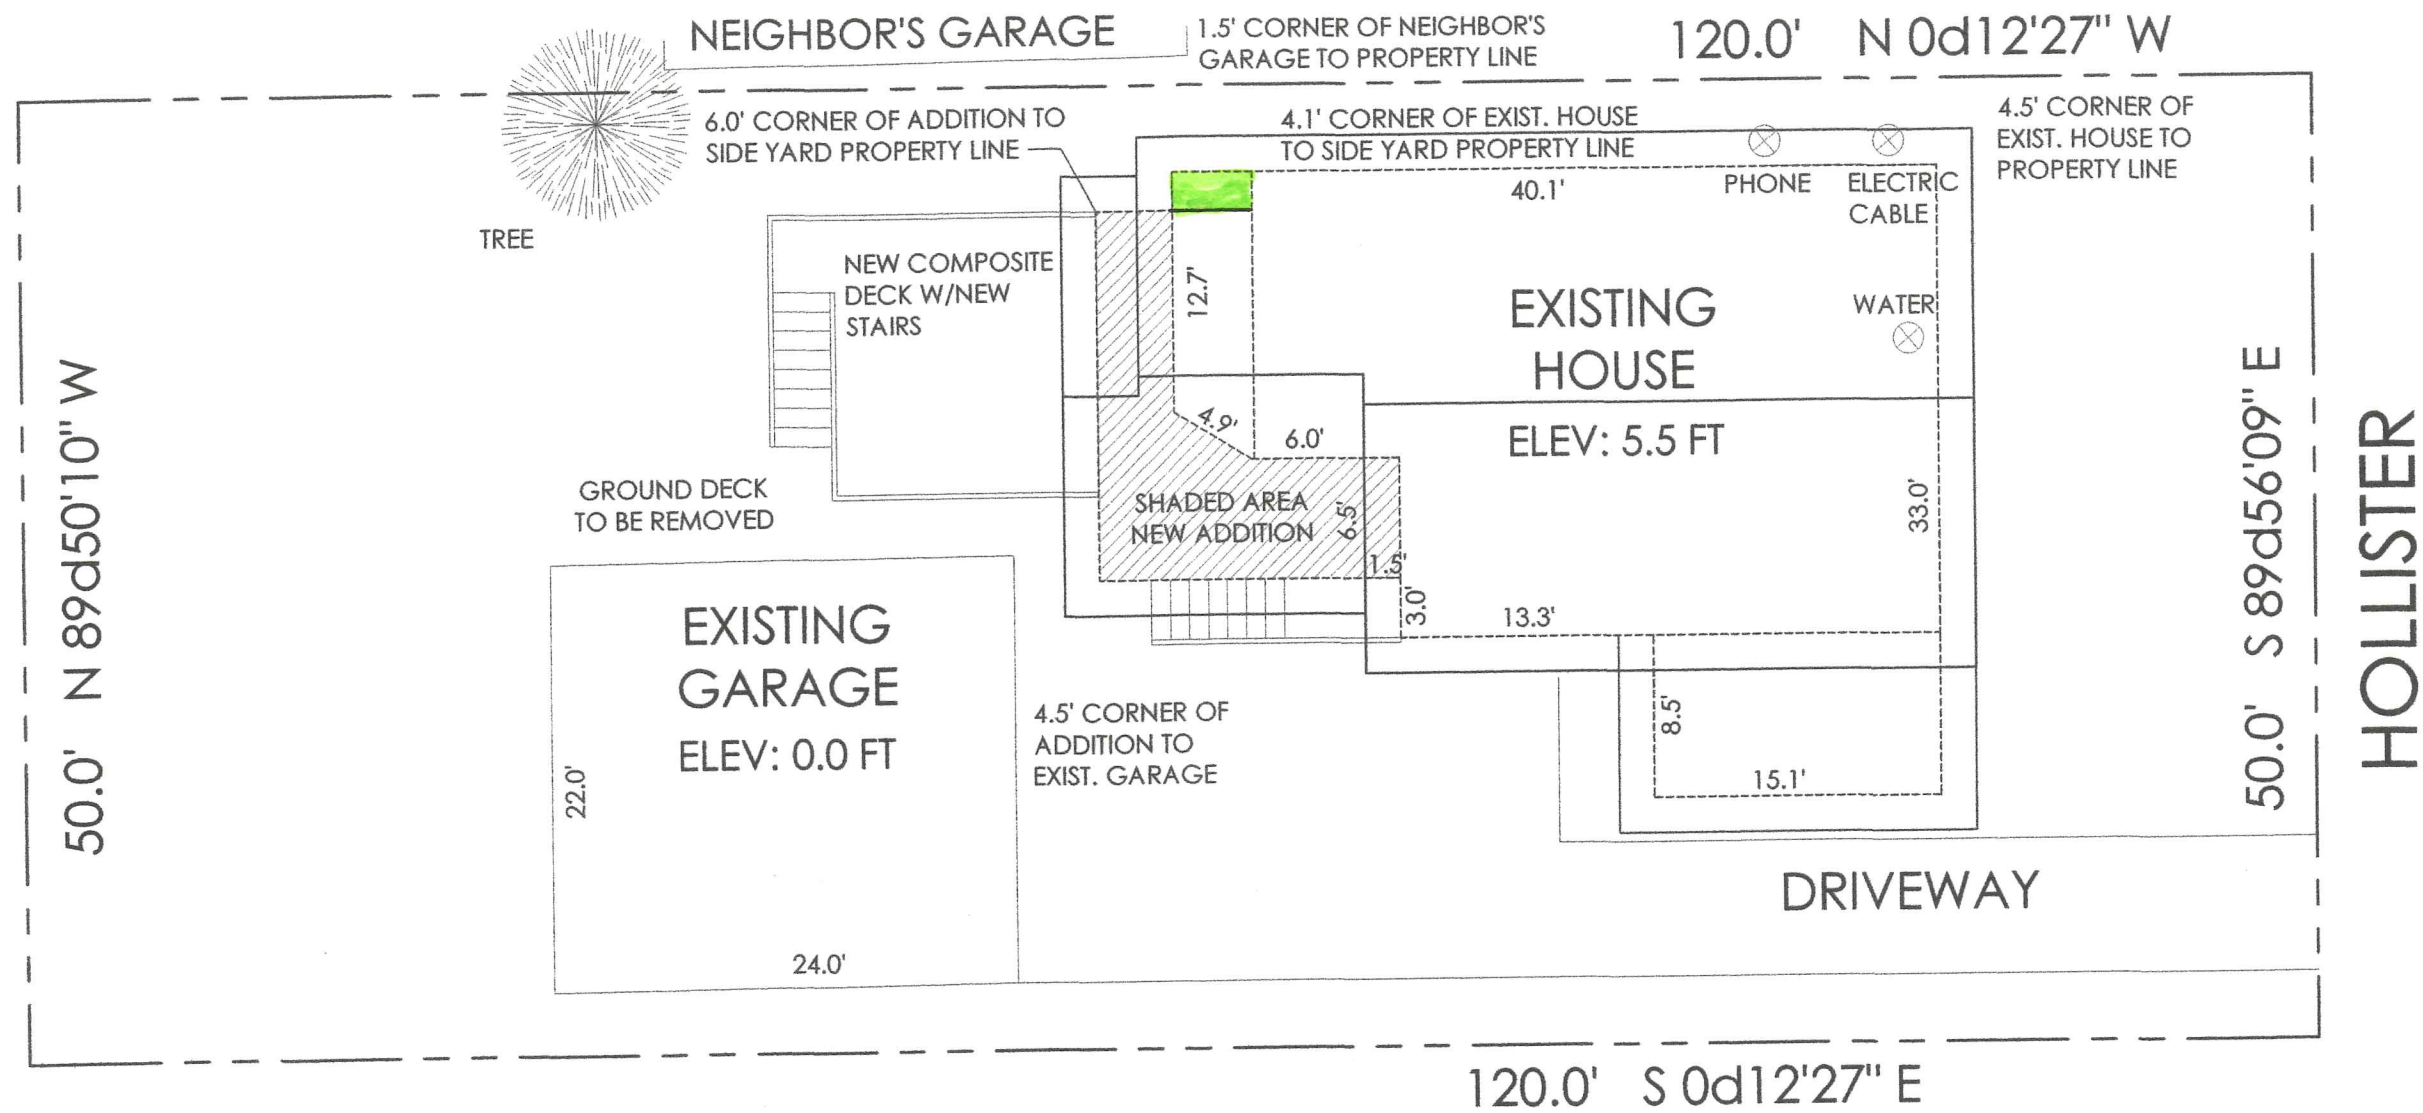 NEIGHBOR'S GARAGE
1.5' CORNER OF NEIGHBOR'S
GARAGE TO PROPERTY LINE
120.0' N 0d12'27" W
6.0' CORNER OF ADDITION TO
SIDE YARD PROPERTY LINE
4.1' CORNER OF EXIST. HOUSE
TO SIDE YARD PROPERTY LINE
4.5' CORNER OF
EXIST. HOUSE TO
PROPERTY LINE
40.1'
PHONE
ELECTRIC
CABLE
TREE
NEW COMPOSITE
DECK W/NEW
STAIRS
12.7'
EXISTING
HOUSE
WATER
ELEV: 5.5 FT
4.9'
6.0'
GROUND DECK
TO BE REMOVED
SHADED AREA
NEW ADDITION
6.5'
1.5'
3.0'
13.3'
33.0'
50.0' N 89d50'10" W
50.0' S 89d56'09" E
HOLLISTER
EXISTING
GARAGE
ELEV: 0.0 FT
22.0'
24.0'
4.5' CORNER OF
ADDITION TO
EXIST. GARAGE
8.5'
15.1'
DRIVEWAY
120.0' S 0d12'27" E